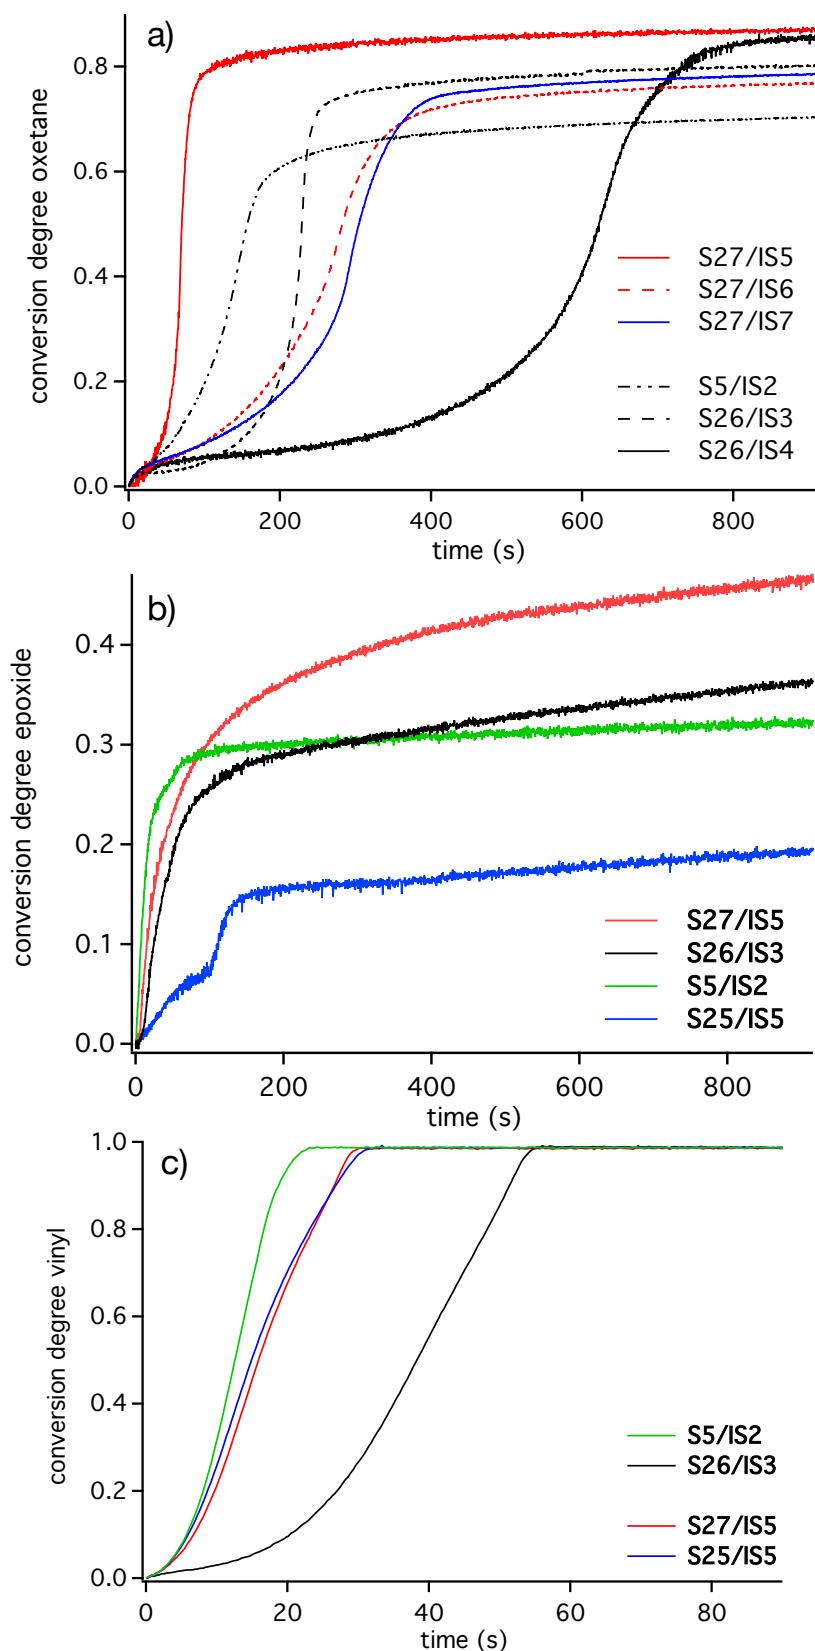 a)
conversion degree oxetane
0.8
0.6
0.4
0.2
0.0
S27/IS5
S27/IS6
S27/IS7
S5/IS2
S26/IS3
S26/IS4
0
200
400
600
800
time (s)
b)
conversion degree epoxide
0.4
0.3
0.2
0.1
0.0
S27/IS5
S26/IS3
S5/IS2
S25/IS5
0
200
400
600
800
time (s)
c)
conversion degree vinyl
1.0
0.8
0.6
0.4
0.2
0.0
S5/IS2
S26/IS3
S27/IS5
S25/IS5
0
20
40
60
80
time (s)